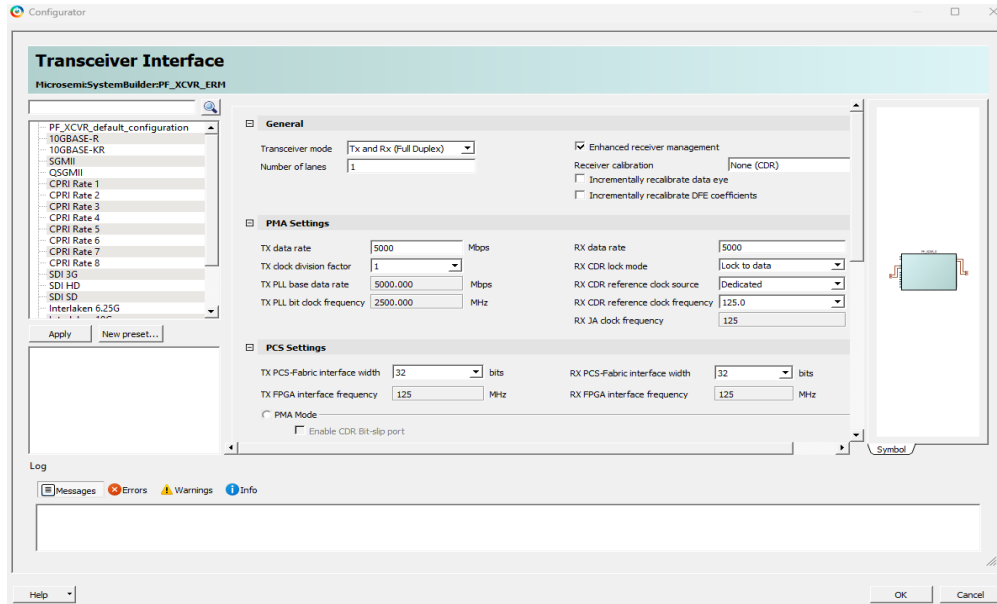 Configurator
Transceiver Interface
Microsemi:SystemBuilder:PF_XCVR_ERM
PF_XCVR_default_configuration
10GBASE-R
10GBASE-KR
SGMII
QSGMII
CPRI Rate 1
CPRI Rate 2
CPRI Rate 3
CPRI Rate 4
CPRI Rate 5
CPRI Rate 6
CPRI Rate 7
CPRI Rate 8
SDI 3G
SDI HD
SDI SD
Interlaken 6.25G
Apply New preset...
General
Transceiver mode Tx and Rx (Full Duplex) Enhanced receiver management
Number of lanes 1 Receiver calibration None (CDR)
Incrementally recalibrate data eye
Incrementally recalibrate DFE coefficients
PMA Settings
TX data rate 5000 Mbps RX data rate 5000
TX clock division factor 1 RX CDR lock mode Lock to data
TX PLL base data rate 5000.000 Mbps RX CDR reference clock source Dedicated
TX PLL bit clock frequency 2500.000 MHz RX CDR reference clock frequency 125.0
RX JA clock frequency 125
PCS Settings
TX PCS-Fabric interface width 32 bits RX PCS-Fabric interface width 32 bits
TX FPGA interface frequency 125 MHz RX FPGA interface frequency 125 MHz
PMA Mode
Enable CDR Bit-slip port
Symbol
Log
Messages Errors Warnings Info
Help OK Cancel